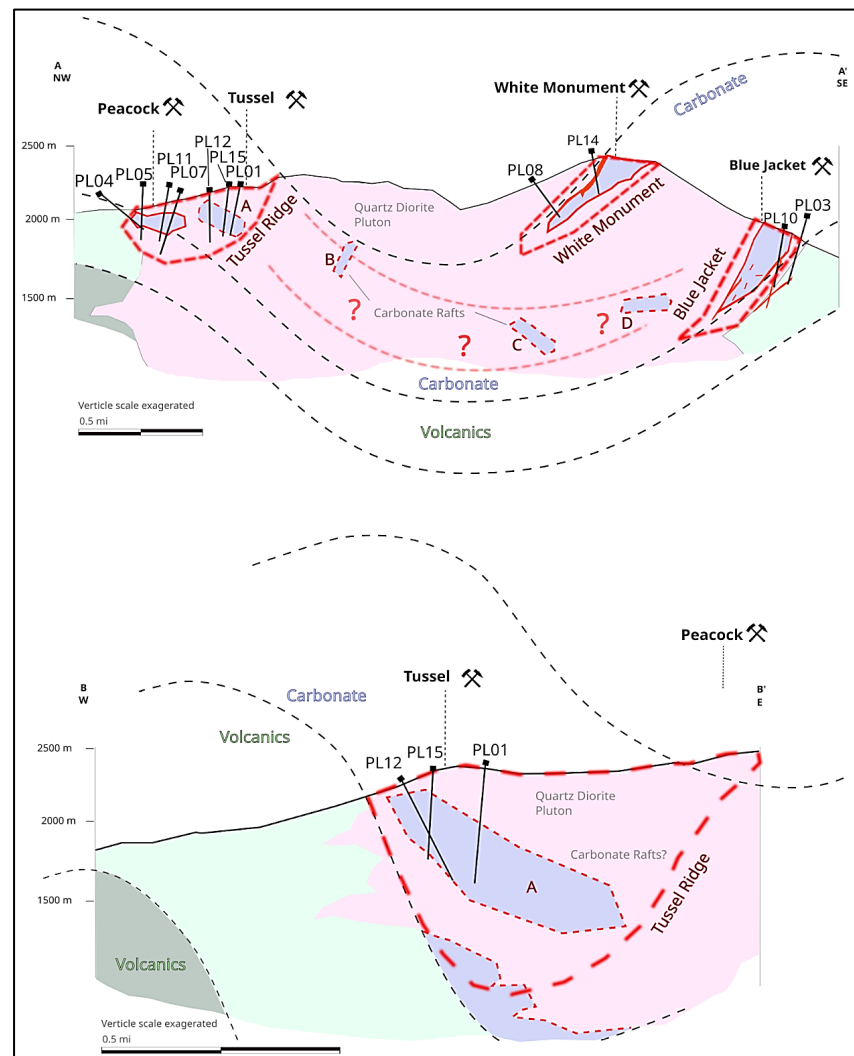 A
NW
A'
SE
White Monument
Carbonate
Peacock
Tussel
2500 m
PL12
PL14
PL11
PL15
PL05
PL07
PL01
PL08
Blue Jacket
PL04
PL03
PL10
2000 m
A
Quartz Diorite
Pluton
Tussel Ridge
White Monument
B
Blue Jacket
1500 m
Carbonate Rafts
?
?
?
D
C
Carbonate
Verticle scale exagerated
0.5 mi
Volcanics
Peacock
B
W
Carbonate
Tussel
B'
E
Volcanics
2500 m
PL12
PL15
PL01
Quartz Diorite
Pluton
2000 m
Carbonate Rafts?
A
Tussel Ridge
1500 m
Volcanics
Verticle scale exagerated
0.5 mi